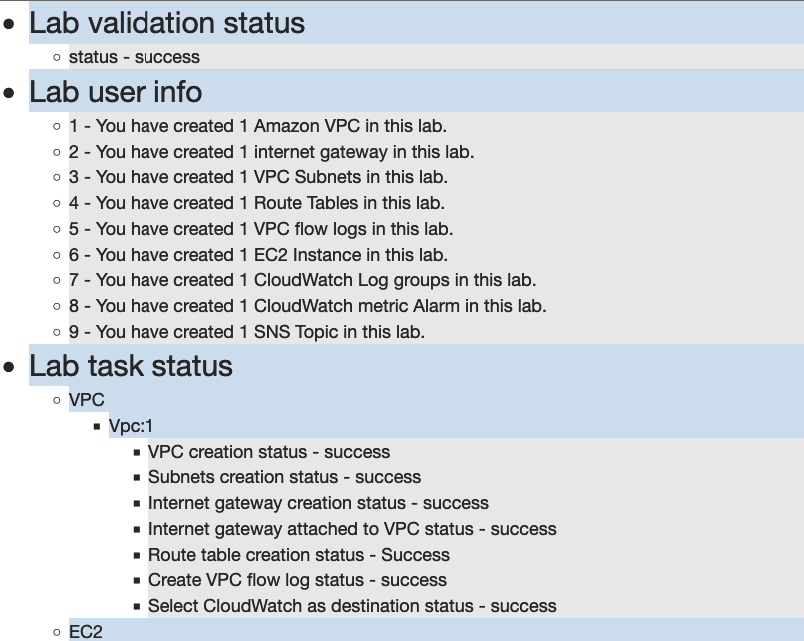 Lab validation status
status - success
Lab user info
1 - You have created 1 Amazon VPC in this lab.
2 - You have created 1 internet gateway in this lab.
3 - You have created 1 VPC Subnets in this lab.
4 - You have created 1 Route Tables in this lab.
5 - You have created 1 VPC flow logs in this lab.
6 - You have created 1 EC2 Instance in this lab.
7 - You have created 1 CloudWatch Log groups in this lab.
8 - You have created 1 CloudWatch metric Alarm in this lab.
9 - You have created 1 SNS Topic in this lab.
Lab task status
VPC
Vpc:1
VPC creation status - success
Subnets creation status - success
Internet gateway creation status - success
Internet gateway attached to VPC status - success
Route table creation status - Success
Create VPC flow log status - success
Select CloudWatch as destination status - success
EC2